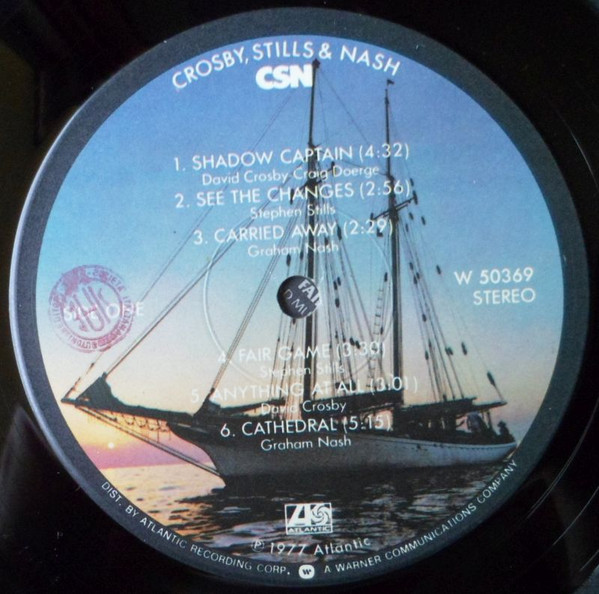 CROSBY, STILLS & NASH
CSN
1. SHADOW CAPTAIN (4:32)
David Crosby-Craig Doerge
2. SEE THE CHANGES (2:56)
Stephen Stills
3. CARRIED AWAY (2:29)
Graham Nash
W 50369
STEREO
SIDE ONE
4. FAIR GAME (3:30)
Stephen Stills
5. ANYTHING AT ALL (3:01)
David Crosby
6. CATHEDRAL (5:15)
Graham Nash
ATLANTIC
℗ 1977 Atlantic
DIST. BY ATLANTIC RECORDING CORP. A WARNER COMMUNICATIONS COMPANY